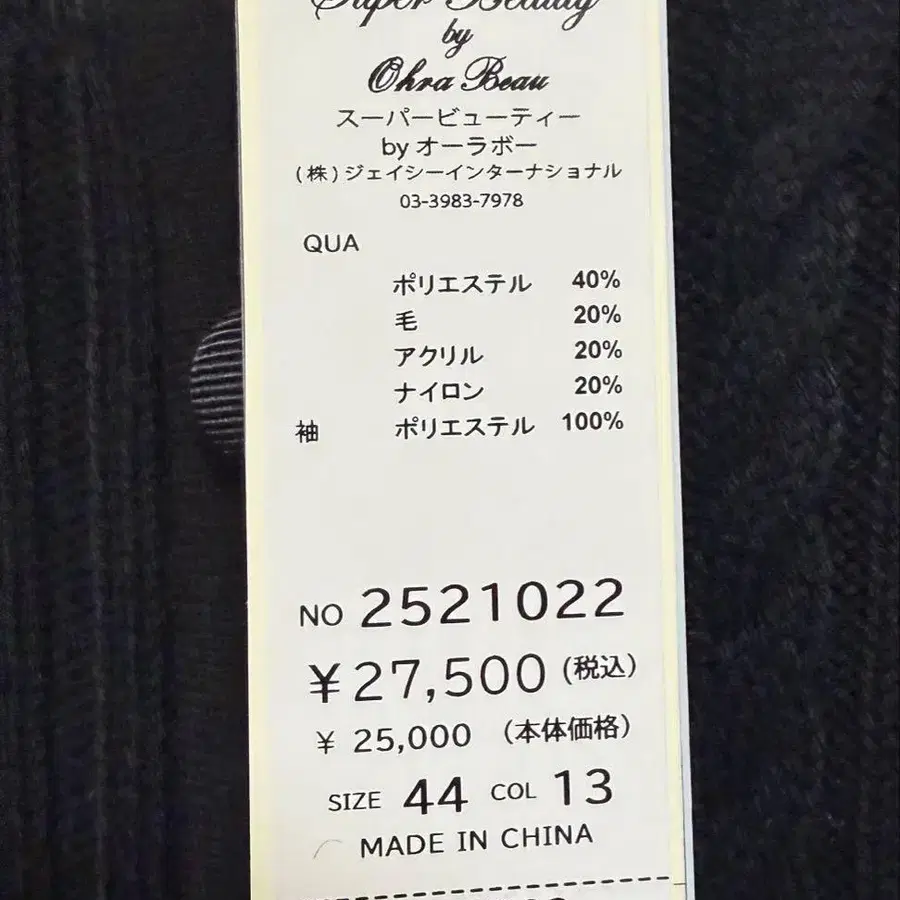 Super Beauty
by
Ohra Beau
スーパービューティー
by オーラボー
(株)ジェイシーインターナショナル
03-3983-7978
QUA
ポリエステル 40%
毛 20%
アクリル 20%
ナイロン 20%
袖 ポリエステル 100%
NO 2521022
¥27,500 (税込)
¥ 25,000 (本体価格)
SIZE 44 COL 13
MADE IN CHINA